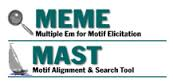 MEME
Multiple Em for Motif Elicitation
MAST
Motif Alignment & Search Tool